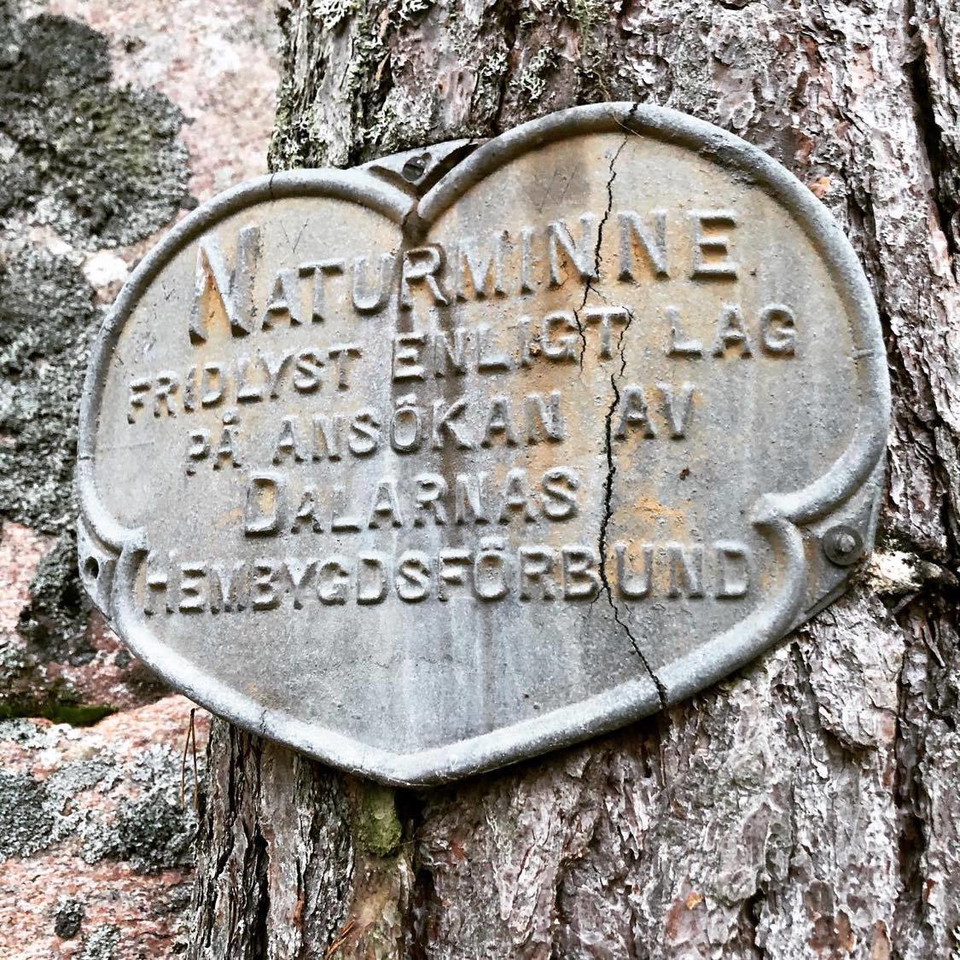 NATURMINNE
FRIDLYST ENLIGT LAG
PÅ ANSÖKAN AV
DALARNAS
HEMBYGDSFÖRBUND